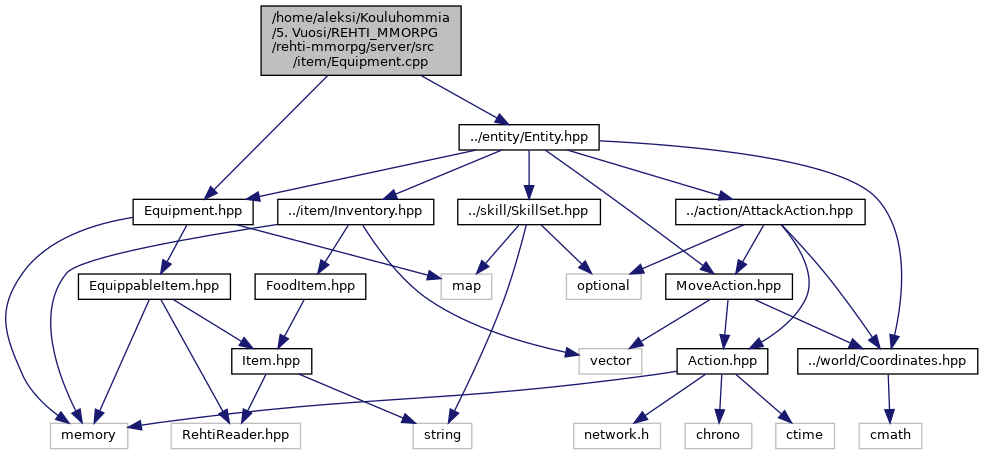 /home/aleksi/Kouluhommia
/5. Vuosi/REHTI_MMORPG
/rehti-mmorpg/server/src
/item/Equipment.cpp
../entity/Entity.hpp
Equipment.hpp
../item/Inventory.hpp
../skill/SkillSet.hpp
../action/AttackAction.hpp
EquippableItem.hpp
FoodItem.hpp
map
optional
MoveAction.hpp
Item.hpp
vector
Action.hpp
../world/Coordinates.hpp
memory
RehtiReader.hpp
string
network.h
chrono
ctime
cmath